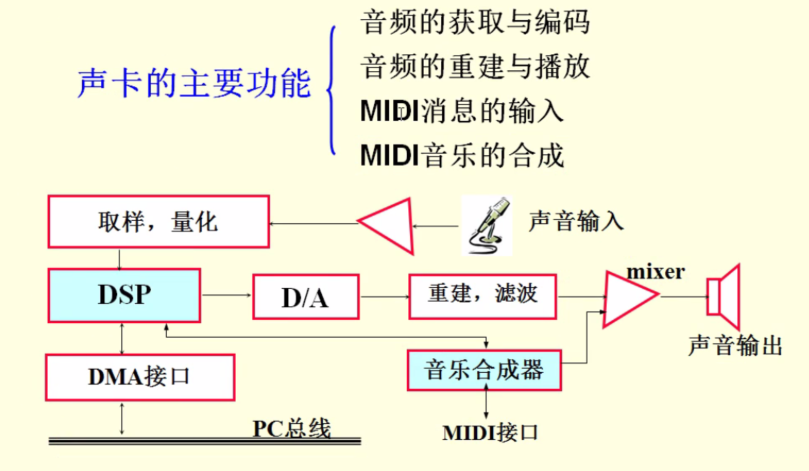 声卡的主要功能
音频的获取与编码
音频的重建与播放
MIDI消息的输入
MIDI音乐的合成
取样，量化
声音输入
DSP
D/A
重建，滤波
mixer
声音输出
DMA接口
音乐合成器
PC总线
MIDI接口